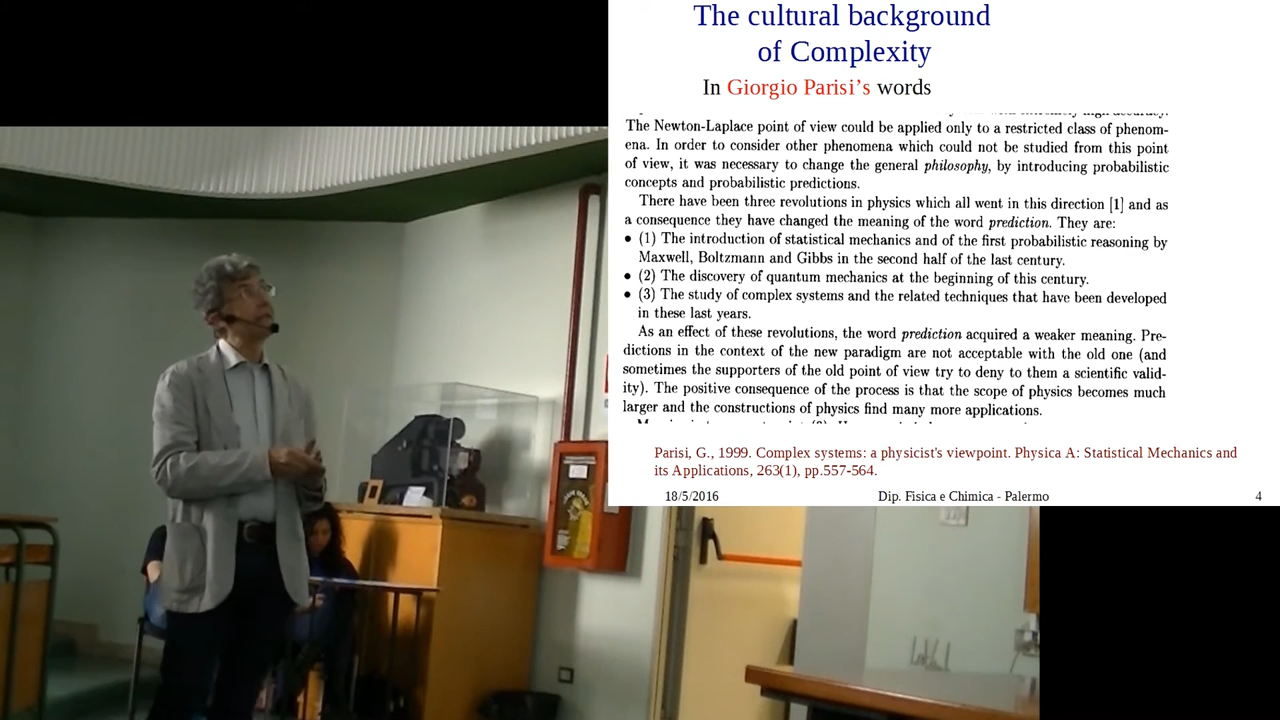 The cultural background
of Complexity
In Giorgio Parisi's words
The Newton-Laplace point of view could be applied only to a restricted class of phenom-
ena. In order to consider other phenomena which could not be studied from this point
of view, it was necessary to change the general philosophy, by introducing probabilistic
concepts and probabilistic predictions.
There have been three revolutions in physics which all went in this direction [1] and as
a consequence they have changed the meaning of the word prediction. They are:
• (1) The introduction of statistical mechanics and of the first probabilistic reasoning by
Maxwell, Boltzmann and Gibbs in the second half of the last century.
• (2) The discovery of quantum mechanics at the beginning of this century.
• (3) The study of complex systems and the related techniques that have been developed
in these last years.
As an effect of these revolutions, the word prediction acquired a weaker meaning. Pre-
dictions in the context of the new paradigm are not acceptable with the old one (and
sometimes the supporters of the old point of view try to deny to them a scientific valid-
ity). The positive consequence of the process is that the scope of physics becomes much
larger and the constructions of physics find many more applications.
Parisi, G., 1999. Complex systems: a physicist's viewpoint. Physica A: Statistical Mechanics and
its Applications, 263(1), pp.557-564.
18/5/2016 Dip. Fisica e Chimica - Palermo 4